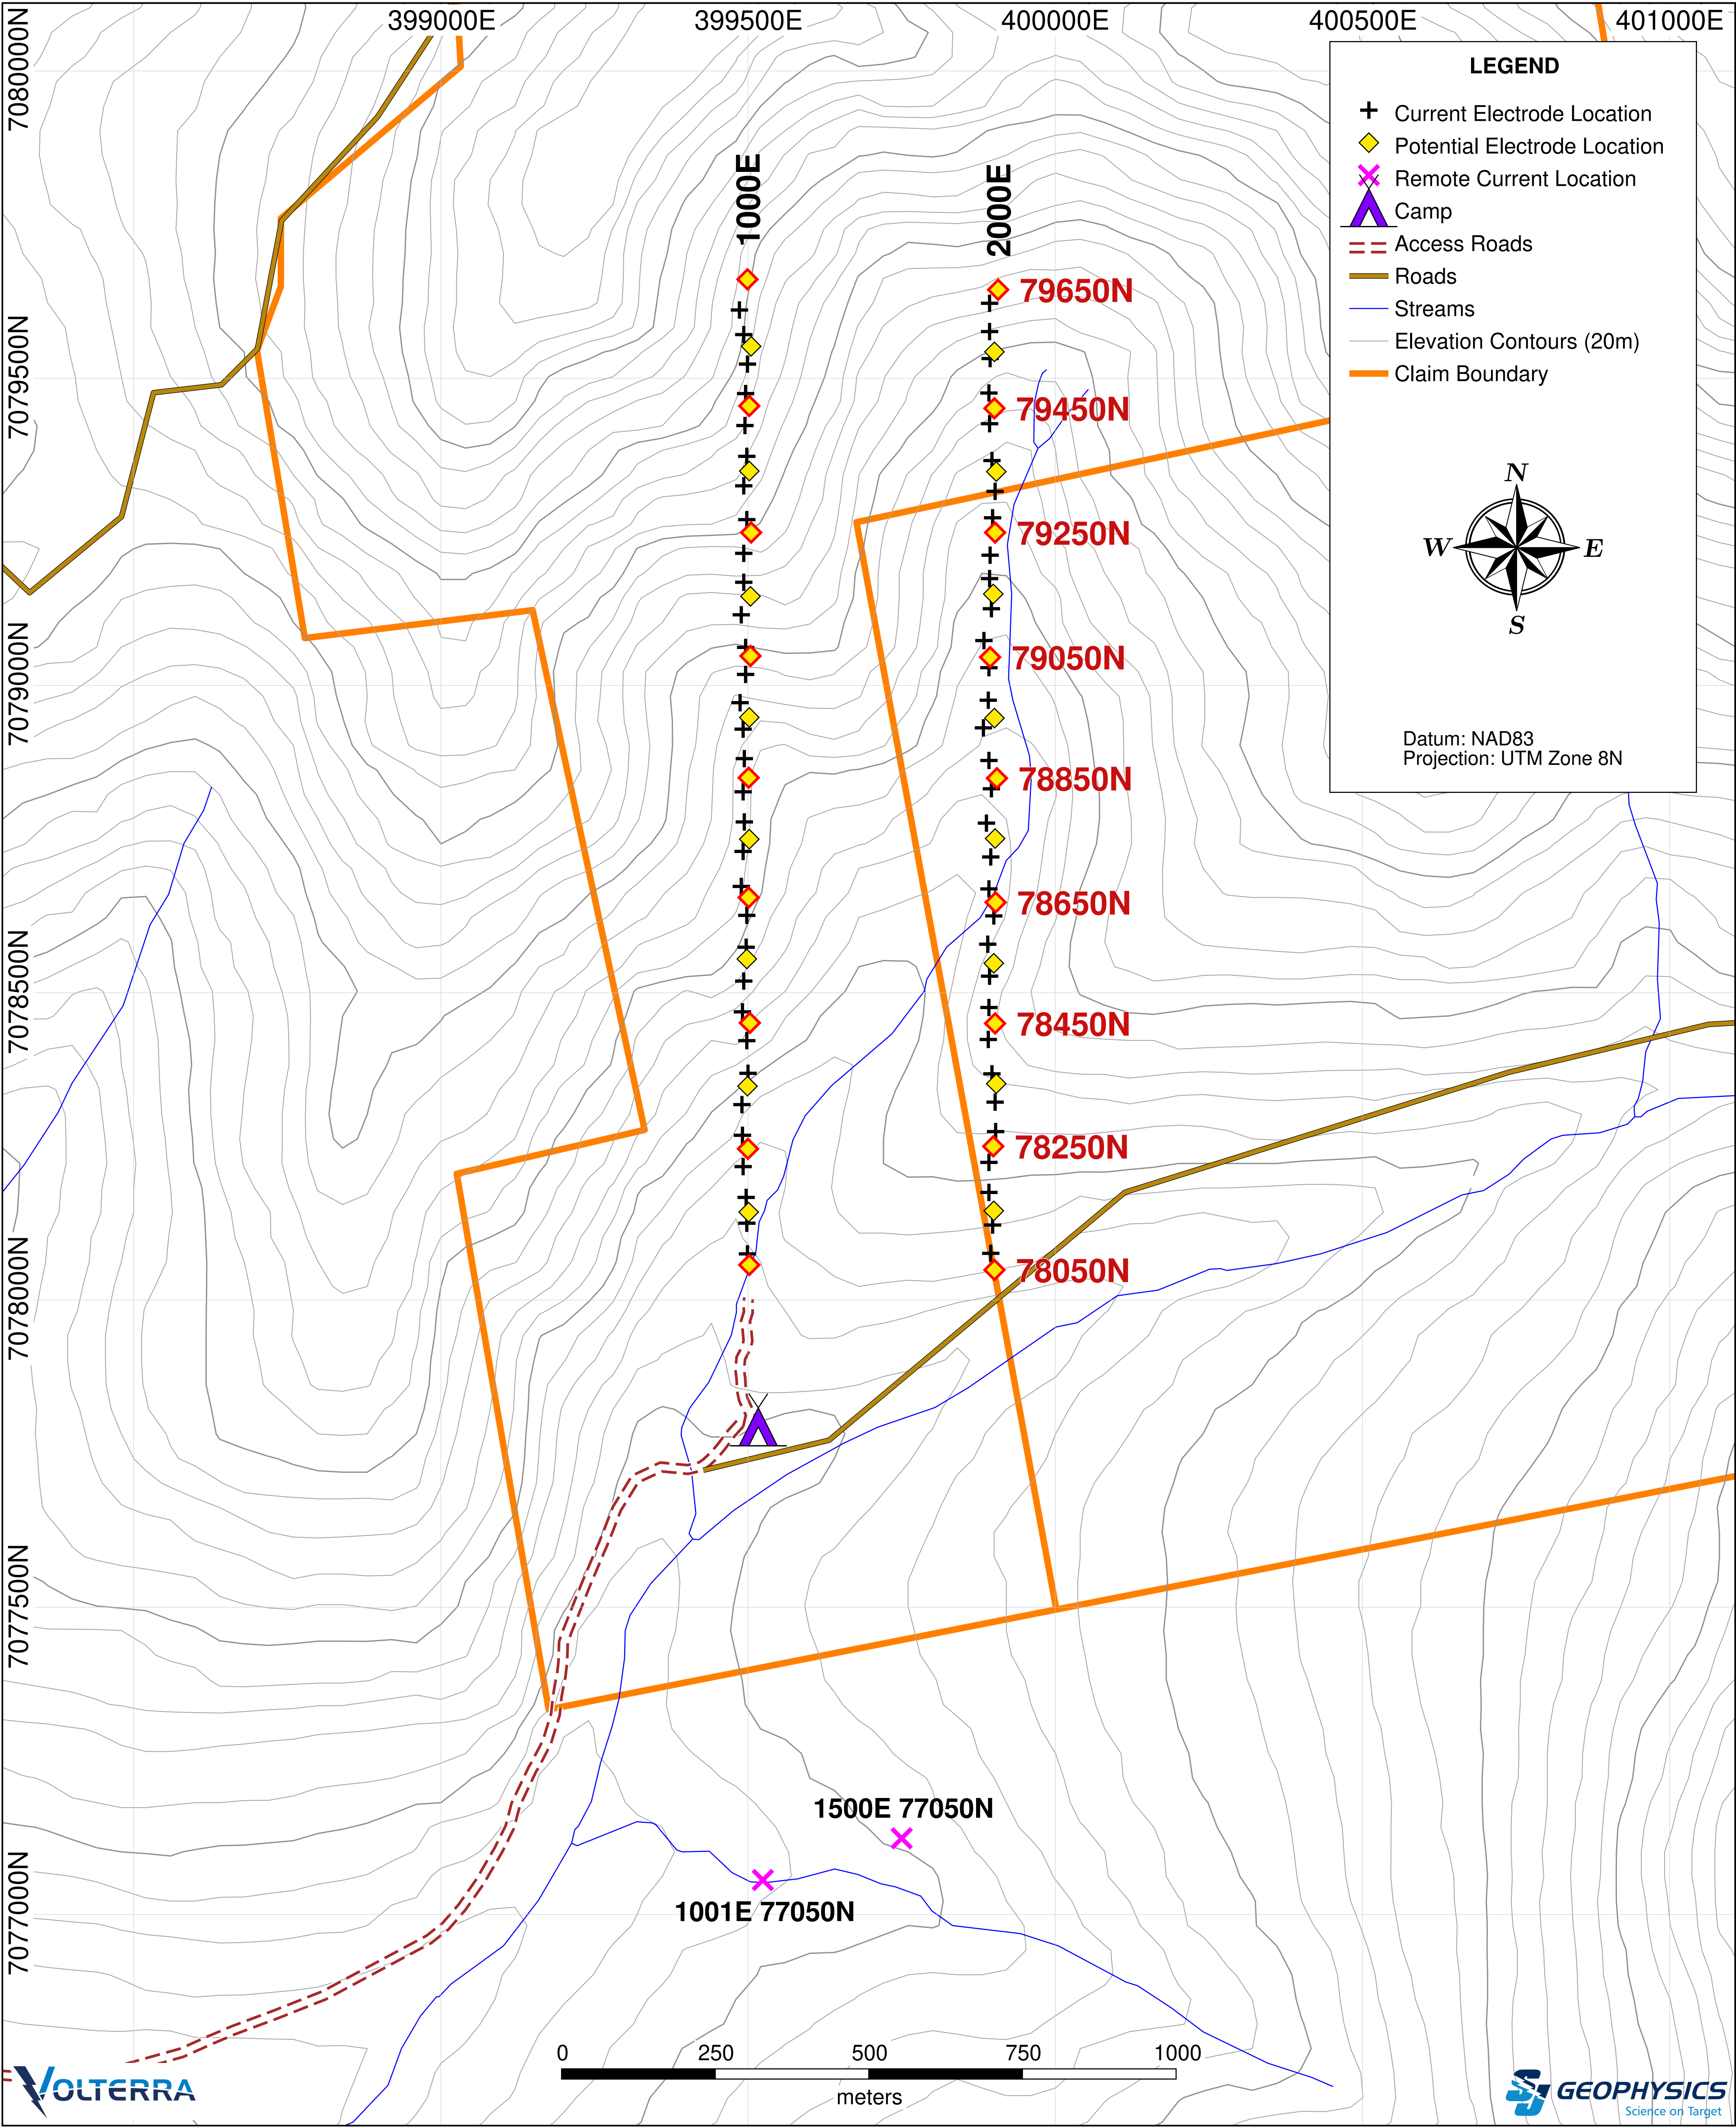 399000E 399500E 400000E 400500E 401000E
7080000N
7079500N
7079000N
7078500N
7078000N
7077500N
7077000N
LEGEND
Current Electrode Location
Potential Electrode Location
Remote Current Location
Camp
Access Roads
Roads
Streams
Elevation Contours (20m)
Claim Boundary
N
W E
S
Datum: NAD83
Projection: UTM Zone 8N
1000E
2000E
79650N
79450N
79250N
79050N
78850N
78650N
78450N
78250N
78050N
1500E 77050N
1001E 77050N
0 250 500 750 1000
meters
VOLTERRA
SJ GEOPHYSICS
Science on Target